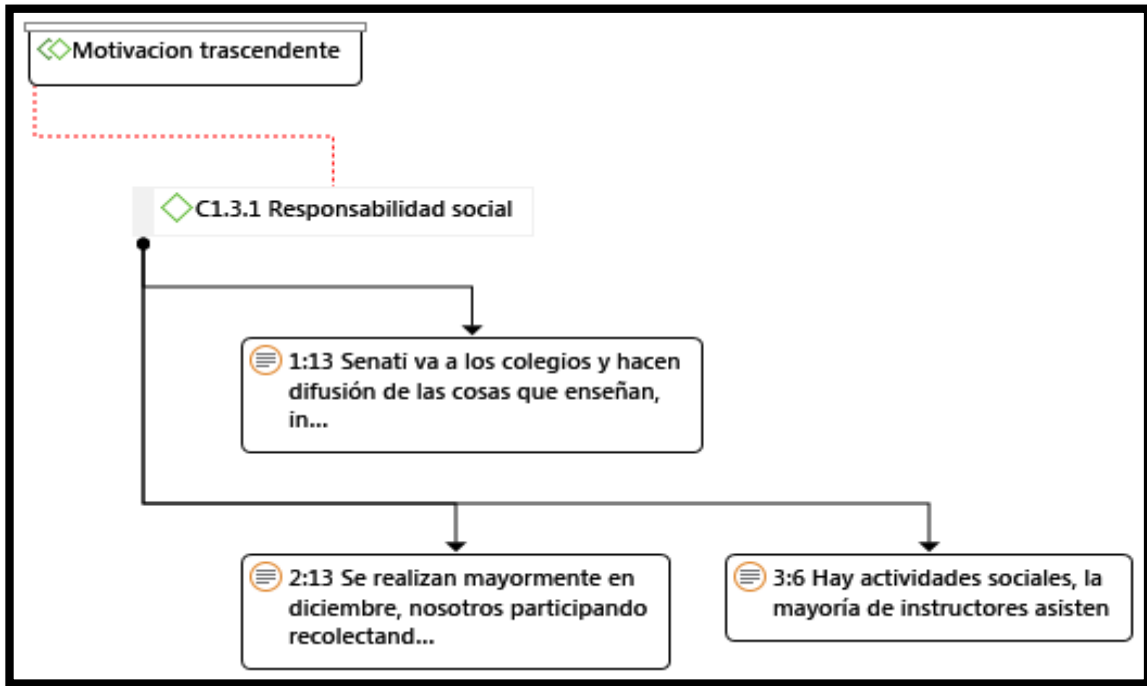 Motivacion trascendente
C1.3.1 Responsabilidad social
1:13 Senati va a los colegios y hacen
difusión de las cosas que enseñan,
in...
2:13 Se realizan mayormente en
diciembre, nosotros participando
recolectand...
3:6 Hay actividades sociales, la
mayoría de instructores asisten